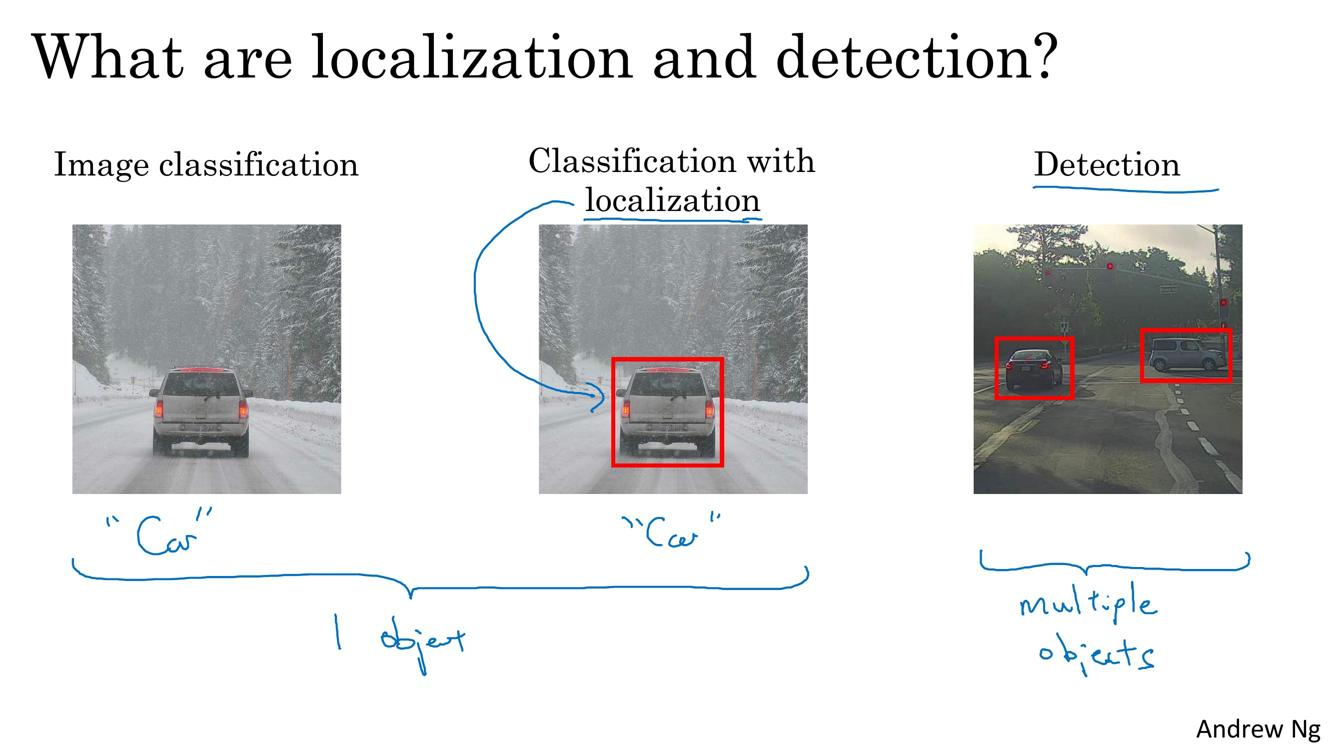 What are localization and detection?
Image classification
Classification with
localization
Detection
"Car"
"Car"
1 object
multiple
objects
Andrew Ng